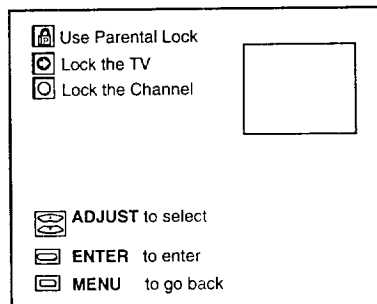 Use Parental Lock
Lock the TV
Lock the Channel
ADJUST to select
ENTER to enter
MENU to go back